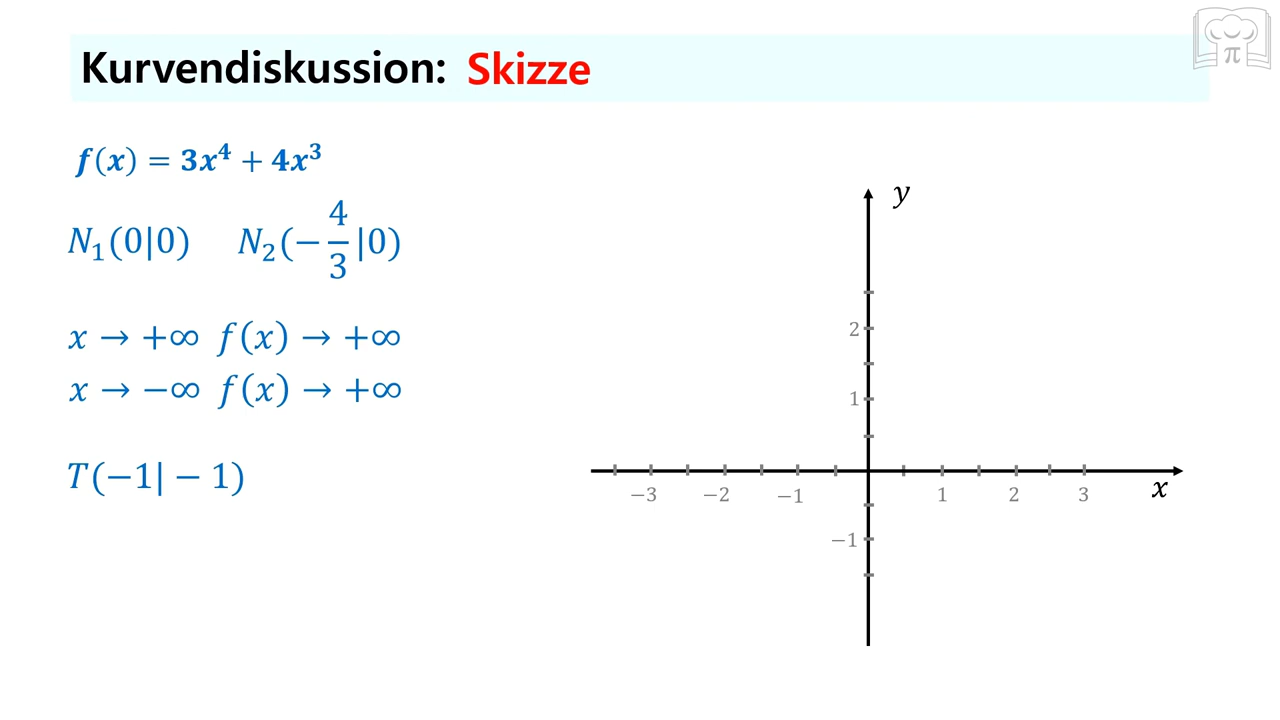 Kurvendiskussion: Skizze
f(x) = 3x⁴ + 4x³
N₁(0|0) N₂(−4/3|0)
x → +∞ f(x) → +∞
x → −∞ f(x) → +∞
T(−1| − 1)
y
2
1
−3 −2 −1 1 2 3 x
−1
π